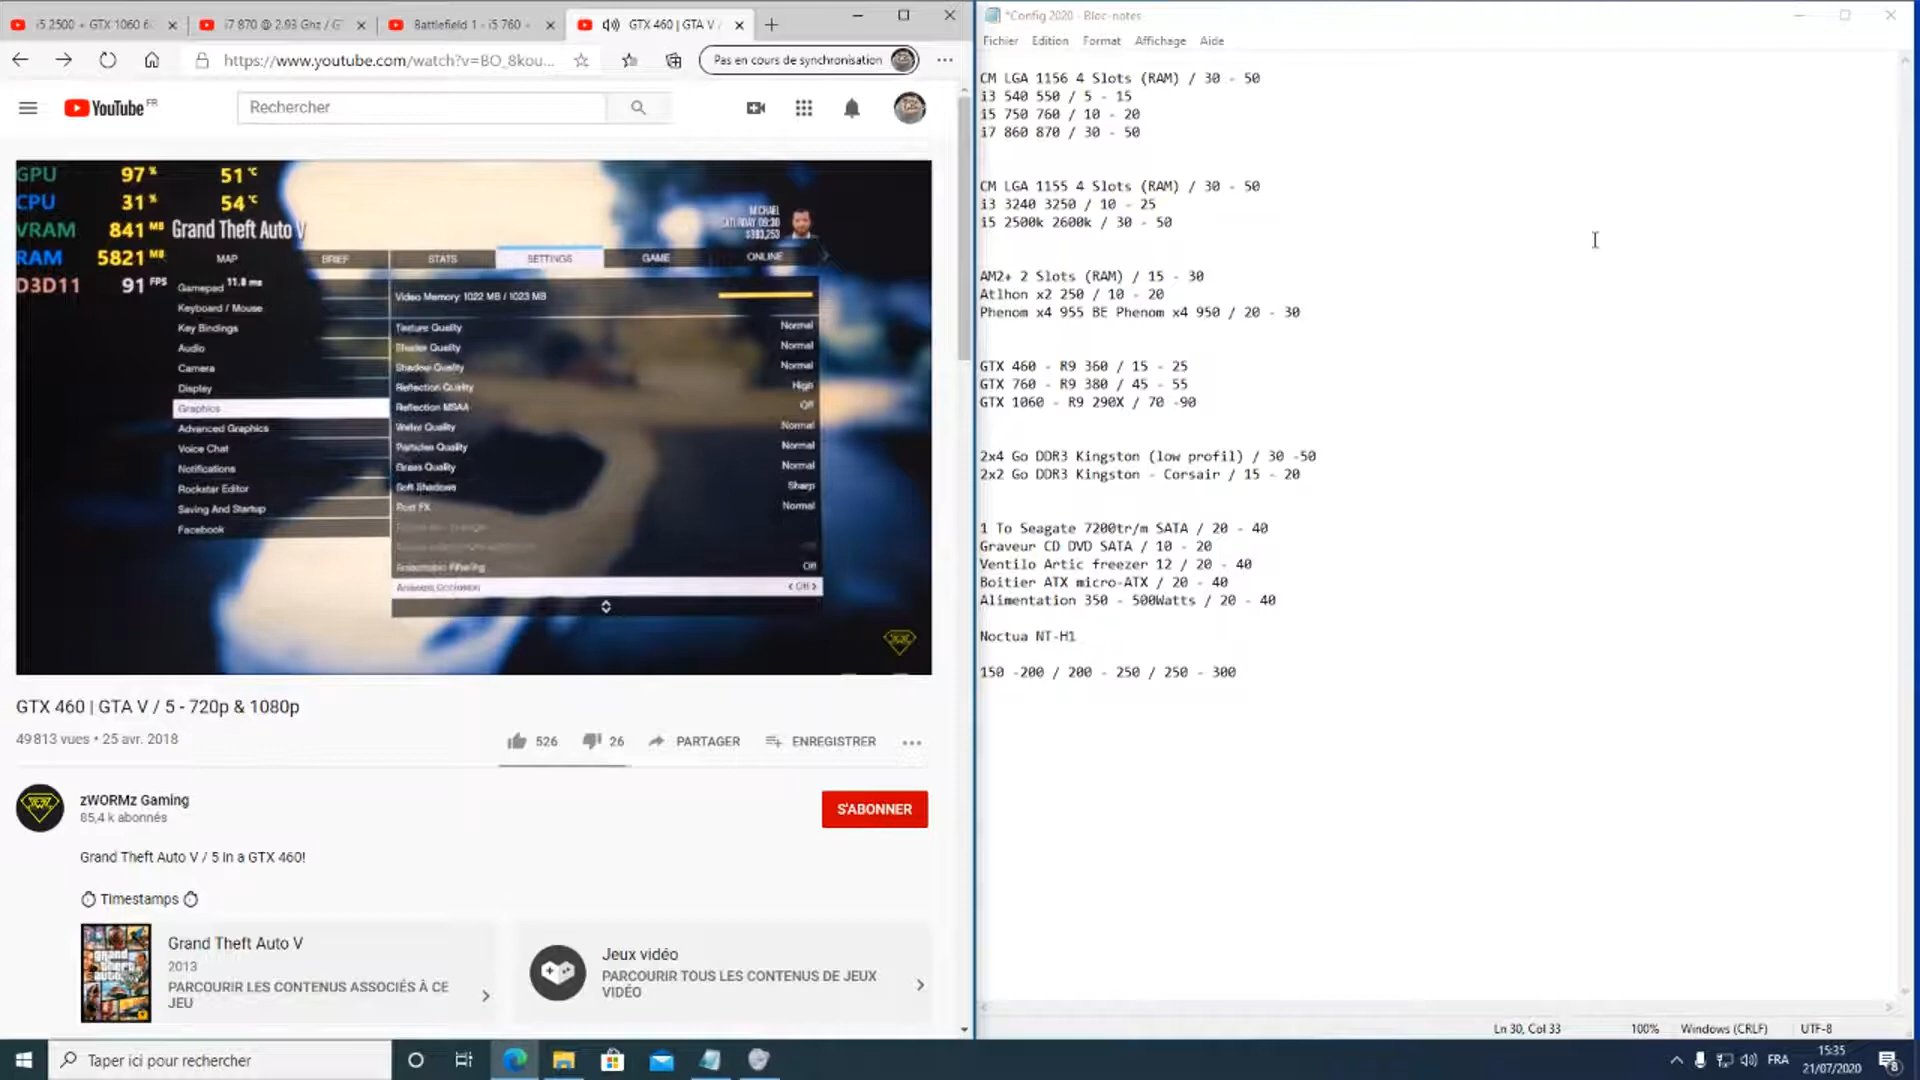 i5 2500 + GTX 1060 6
i7 870 @ 2.93 Ghz / GT
Battlefield 1 - i5 760 +
GTX 460 | GTA V /
https://www.youtube.com/watch?v=BO_8kou...
Pas en cours de synchronisation
YouTube FR
Rechercher
GPU 97 % 51 °C
CPU 31 % 54 °C
VRAM 841 MB
RAM 5821 MB
D3D11 91 FPS
11.8 ms
Grand Theft Auto V
MICHAEL
SATURDAY 09:30
MAP BRIEF STATS SETTINGS GAME ONLINE
Gamepad
Keyboard / Mouse
Key Bindings
Audio
Camera
Display
Graphics
Advanced Graphics
Voice Chat
Notifications
Rockstar Editor
Saving And Startup
Facebook
Video Memory: 1022 MB / 1023 MB
Texture Quality Normal
Shader Quality Normal
Shadow Quality Normal
Reflection Quality High
Reflection MSAA Off
Water Quality Normal
Particles Quality Normal
Grass Quality Normal
Soft Shadows Sharp
Post FX Normal
Anisotropic Filtering Off
Ambient Occlusion < Off >
GTX 460 | GTA V / 5 - 720p & 1080p
49 813 vues • 25 avr. 2018
526
26
PARTAGER
ENREGISTRER
zWORMz Gaming
85,4 k abonnés
S'ABONNER
Grand Theft Auto V / 5 in a GTX 460!
Timestamps
Grand Theft Auto V
2013
PARCOURIR LES CONTENUS ASSOCIÉS À CE
JEU
Jeux vidéo
PARCOURIR TOUS LES CONTENUS DE JEUX
VIDÉO
*Config 2020 - Bloc-notes
Fichier Edition Format Affichage Aide
CM LGA 1156 4 Slots (RAM) / 30 - 50
i3 540 550 / 5 - 15
i5 750 760 / 10 - 20
i7 860 870 / 30 - 50
CM LGA 1155 4 Slots (RAM) / 30 - 50
i3 3240 3250 / 10 - 25
i5 2500k 2600k / 30 - 50
AM2+ 2 Slots (RAM) / 15 - 30
Atlhon x2 250 / 10 - 20
Phenom x4 955 BE Phenom x4 950 / 20 - 30
GTX 460 - R9 360 / 15 - 25
GTX 760 - R9 380 / 45 - 55
GTX 1060 - R9 290X / 70 -90
2x4 Go DDR3 Kingston (low profil) / 30 -50
2x2 Go DDR3 Kingston - Corsair / 15 - 20
1 To Seagate 7200tr/m SATA / 20 - 40
Graveur CD DVD SATA / 10 - 20
Ventilo Artic freezer 12 / 20 - 40
Boitier ATX micro-ATX / 20 - 40
Alimentation 350 - 500Watts / 20 - 40
Noctua NT-H1
150 -200 / 200 - 250 / 250 - 300
Ln 30, Col 33
100%
Windows (CRLF)
UTF-8
Taper ici pour rechercher
FRA
15:35
21/07/2020
8